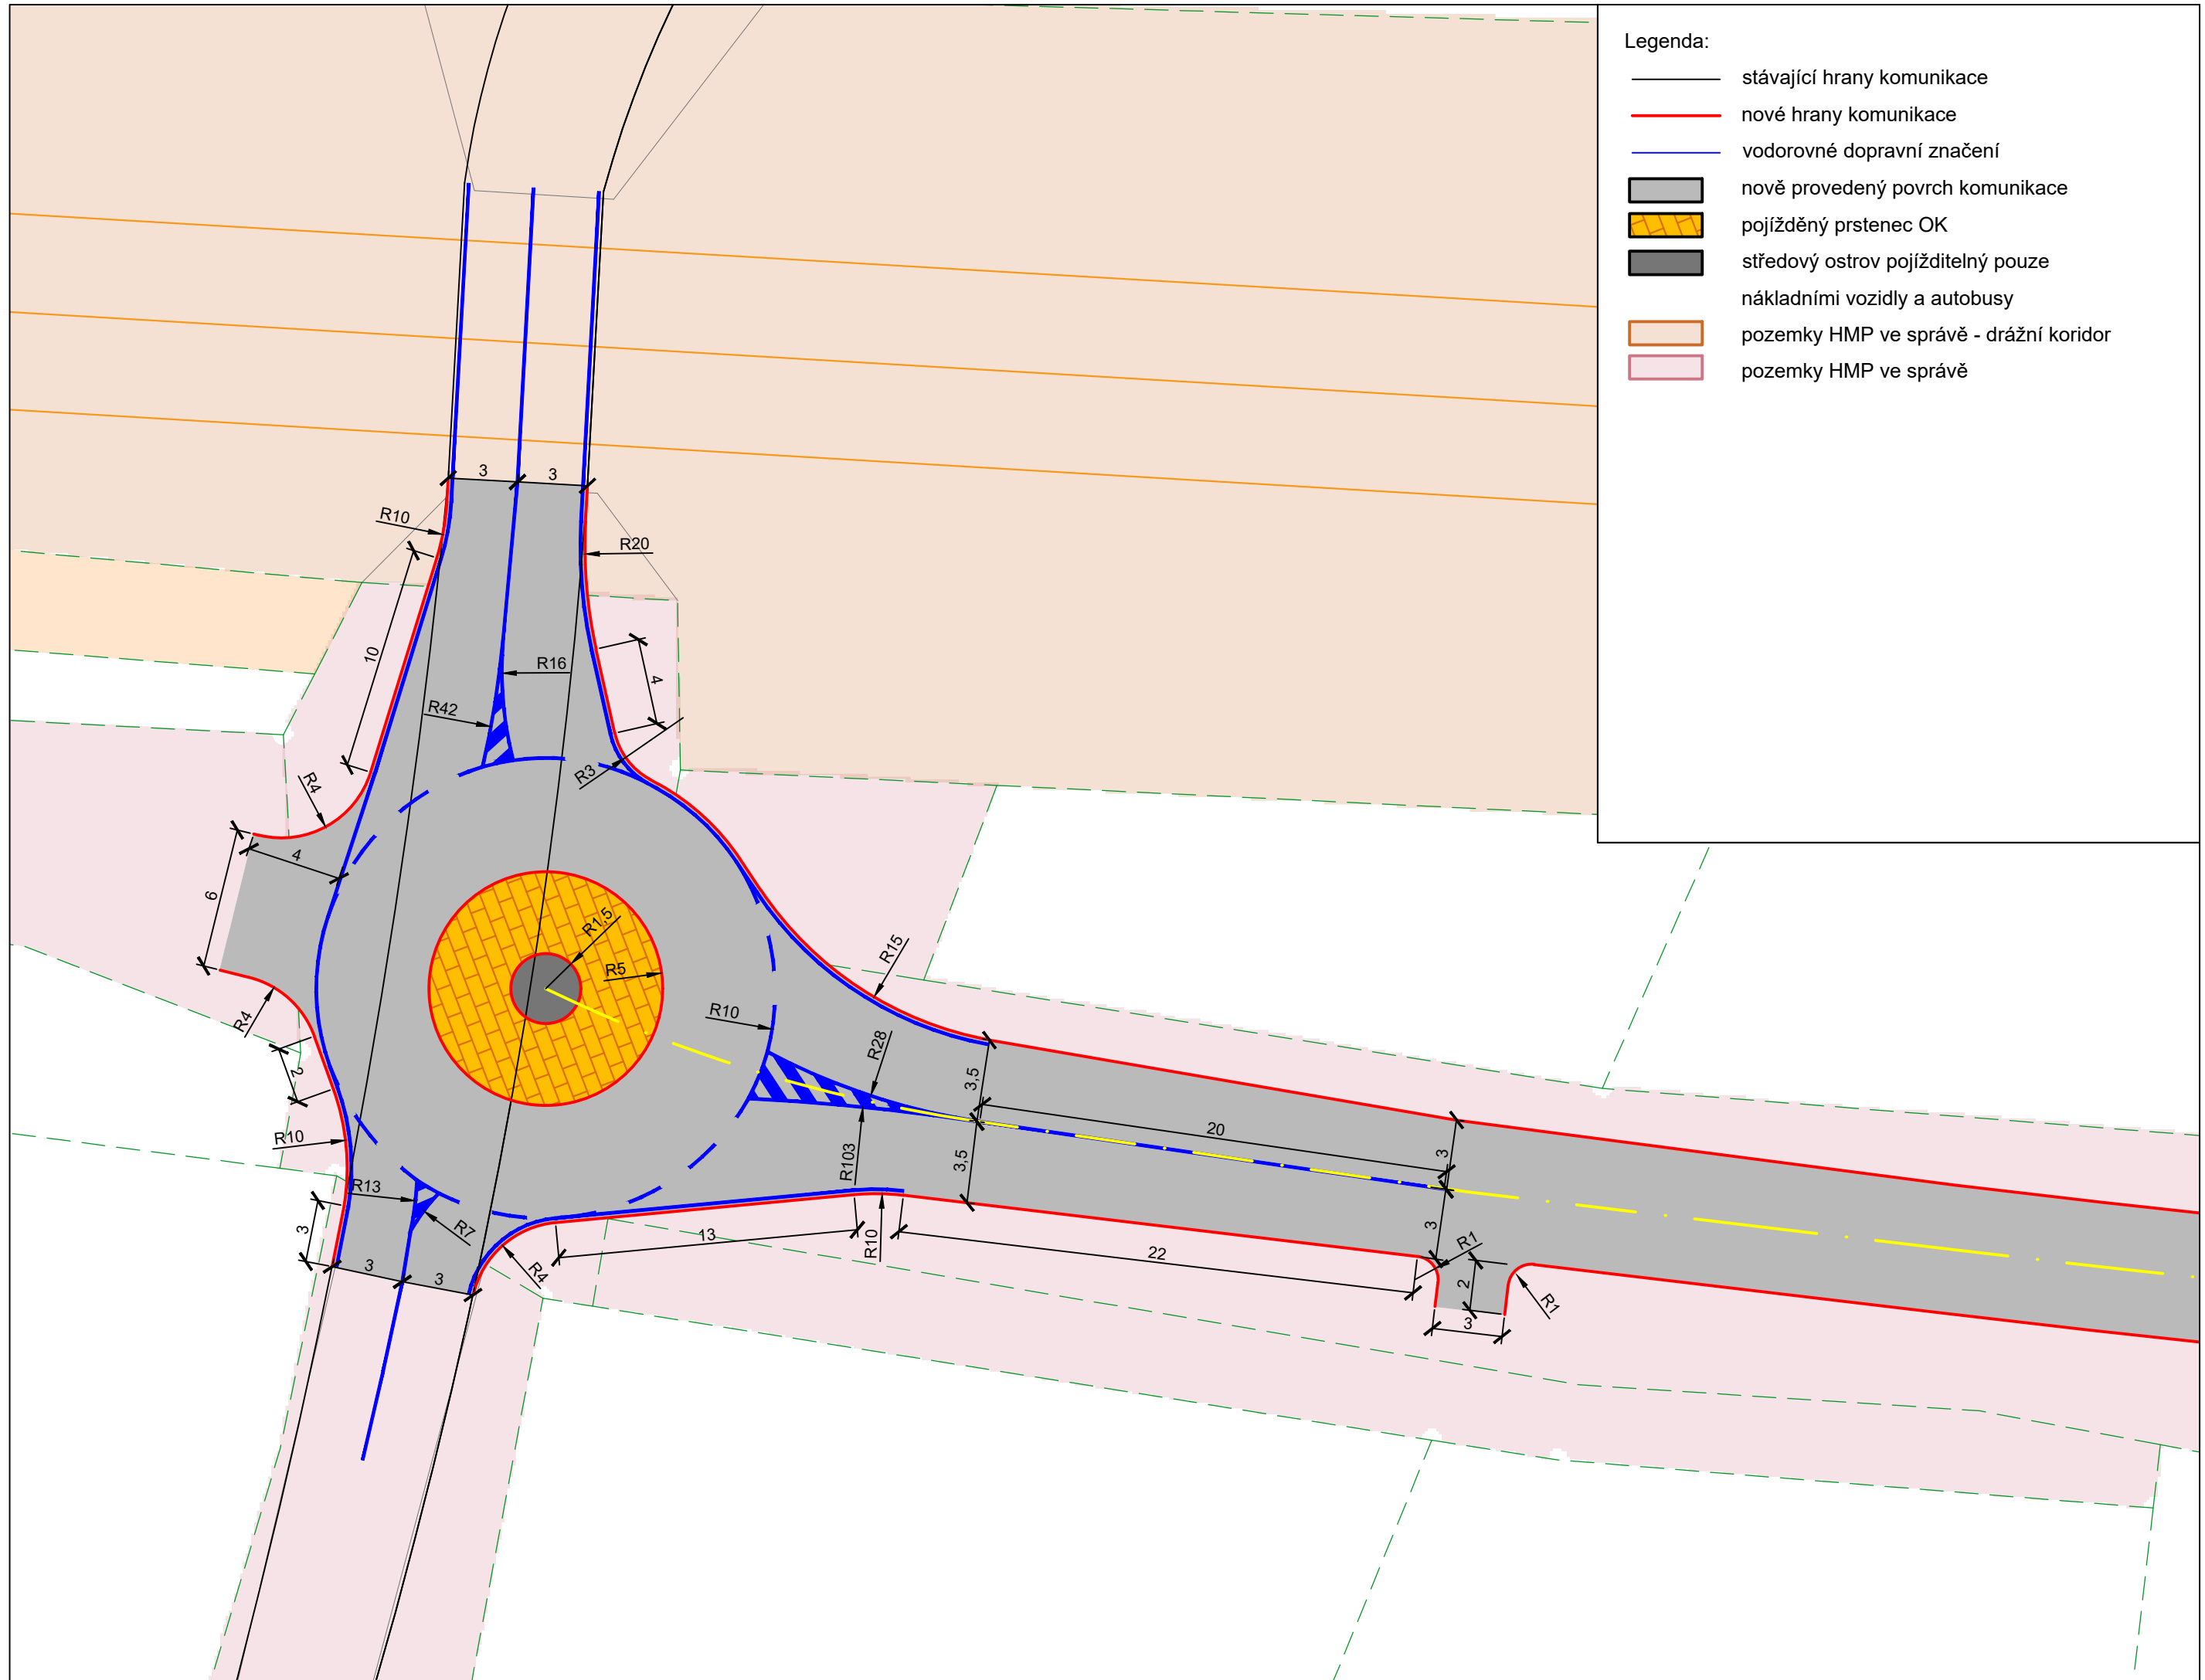 Legenda:
stávající hrany komunikace
nové hrany komunikace
vodorovné dopravní značení
nově provedený povrch komunikace
pojížděný prstenec OK
středový ostrov pojížditelný pouze
nákladními vozidly a autobusy
pozemky HMP ve správě - drážní koridor
pozemky HMP ve správě
3
3
R10
R20
10
R16
4
R42
R3
R4
4
6
R1,5
R15
R5
R10
R4
R28
2
3,5
20
R10
R103
3,5
3
R13
R7
3
3
13
R10
3
R1
22
3
3
R4
2
R1
3